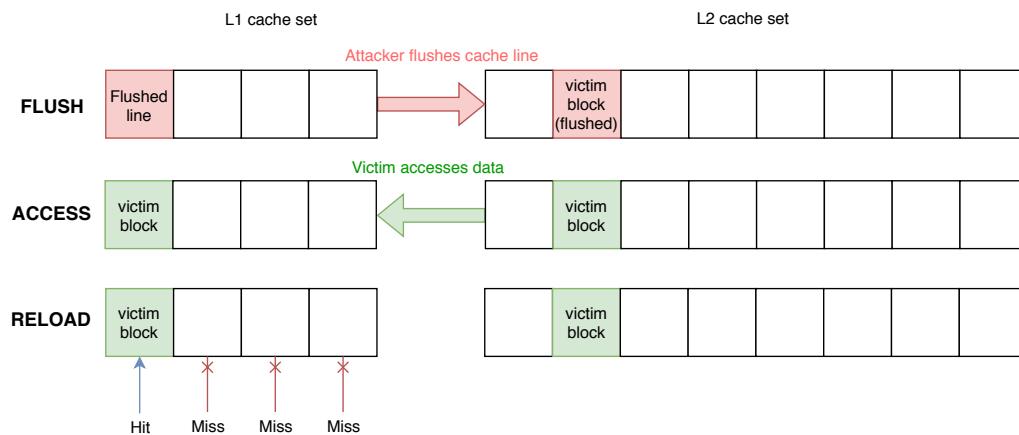 L1 cache set
L2 cache set
Attacker flushes cache line
FLUSH
Flushed
line
victim
block
(flushed)
Victim accesses data
ACCESS
victim
block
victim
block
RELOAD
victim
block
victim
block
Hit
Miss
Miss
Miss